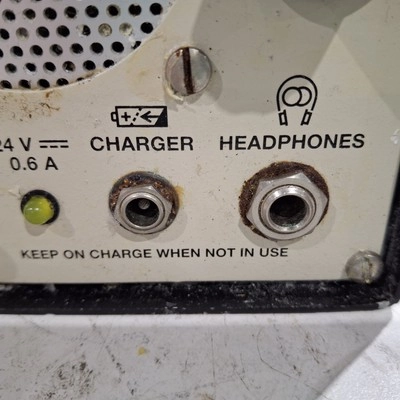 24 V
0.6 A
CHARGER
HEADPHONES
KEEP ON CHARGE WHEN NOT IN USE